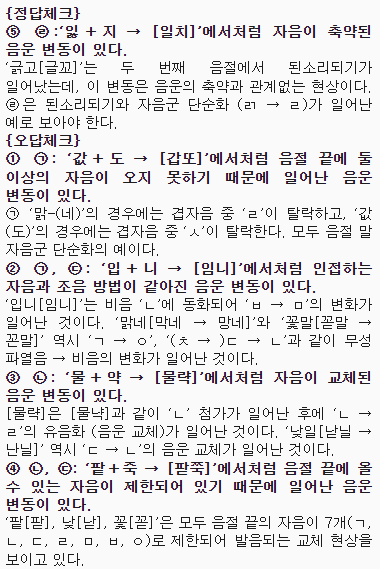 {정답체크}
⑤ ㉣:‘잃 + 지 → [일치]’에서처럼 자음이 축약된
음운 변동이 있다.
‘긁고[글꼬]’는 두 번째 음절에서 된소리되기가
일어났는데, 이 변동은 음운의 축약과 관계없는 현상이다.
㉣은 된소리되기와 자음군 단순화 (ㄺ → ㄹ)가 일어난
예로 보아야 한다.
{오답체크}
① ㉠: ‘값 + 도 → [갑또]’에서처럼 음절 끝에 둘
이상의 자음이 오지 못하기 때문에 일어난 음운
변동이 있다.
㉠ ‘맑-(네)’의 경우에는 겹자음 중 ‘ㄹ’이 탈락하고, ‘값
(도)’의 경우에는 겹자음 중 ‘ㅅ’이 탈락한다. 모두 음절 말
자음군 단순화의 예이다.
② ㉠, ㉢: ‘입 + 니 → [임니]’에서처럼 인접하는
자음과 조음 방법이 같아진 음운 변동이 있다.
‘입니[임니]’는 비음 ‘ㄴ’에 동화되어 ‘ㅂ → ㅁ’의 변화가
일어난 것이다. ‘맑네[막네 → 망네]’와 ‘꽃말[꼳말 →
꼰말]’ 역시 ‘ㄱ → ㅇ’, ‘(ㅊ → )ㄷ → ㄴ’과 같이 무성
파열음 → 비음의 변화가 일어난 것이다.
③ ㉡: ‘물 + 약 → [물략]’에서처럼 자음이 교체된
음운 변동이 있다.
[물략]은 [물냑]과 같이 ‘ㄴ’ 첨가가 일어난 후에 ‘ㄴ →
ㄹ’의 유음화 (음운 교체)가 일어난 것이다. ‘낮일[낟닐 →
난닐]’ 역시 ‘ㄷ → ㄴ’의 음운 교체가 일어난 것이다.
④ ㉡, ㉢: ‘팥 + 죽 → [팓쭉]’에서처럼 음절 끝에 올
수 있는 자음이 제한되어 있기 때문에 일어난 음운
변동이 있다.
‘팥[팓], 낮[낟], 꽃[꼳]’은 모두 음절 끝의 자음이 7개(ㄱ,
ㄴ, ㄷ, ㄹ, ㅁ, ㅂ, ㅇ)로 제한되어 발음되는 교체 현상을
보이고 있다.